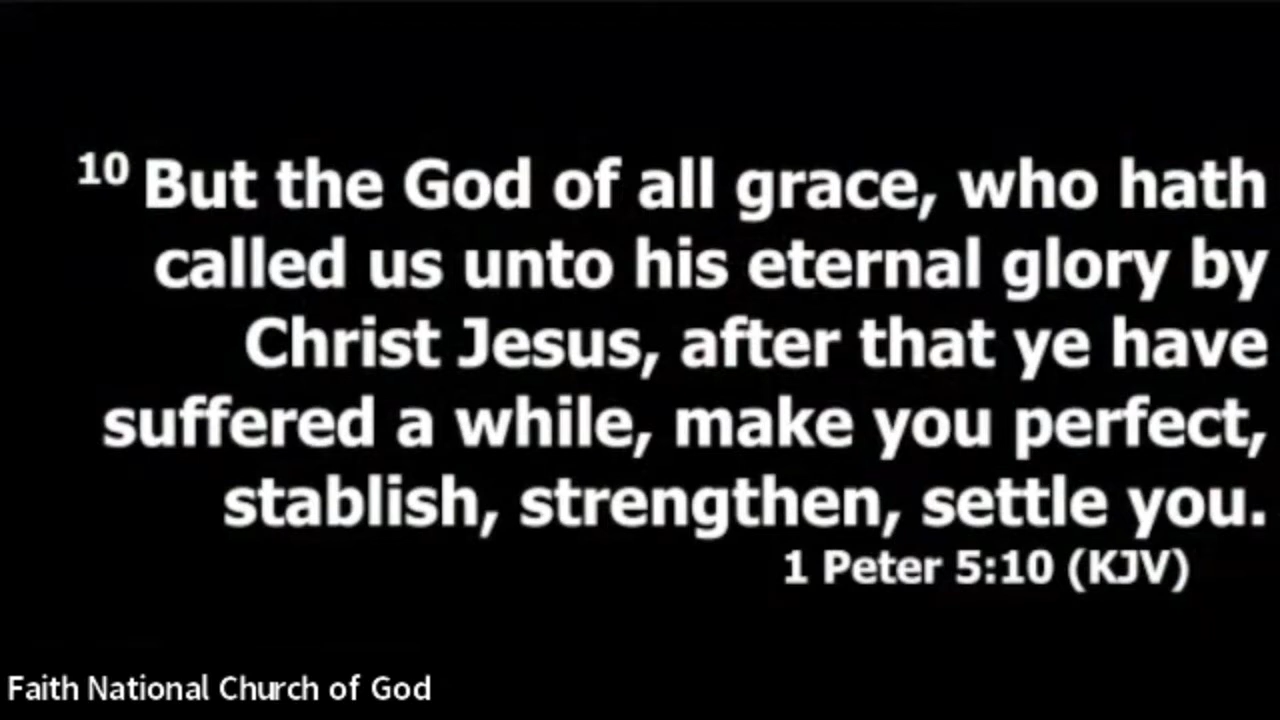 10 But the God of all grace, who hath
called us unto his eternal glory by
Christ Jesus, after that ye have
suffered a while, make you perfect,
stablish, strengthen, settle you.
1 Peter 5:10 (KJV)
Faith National Church of God